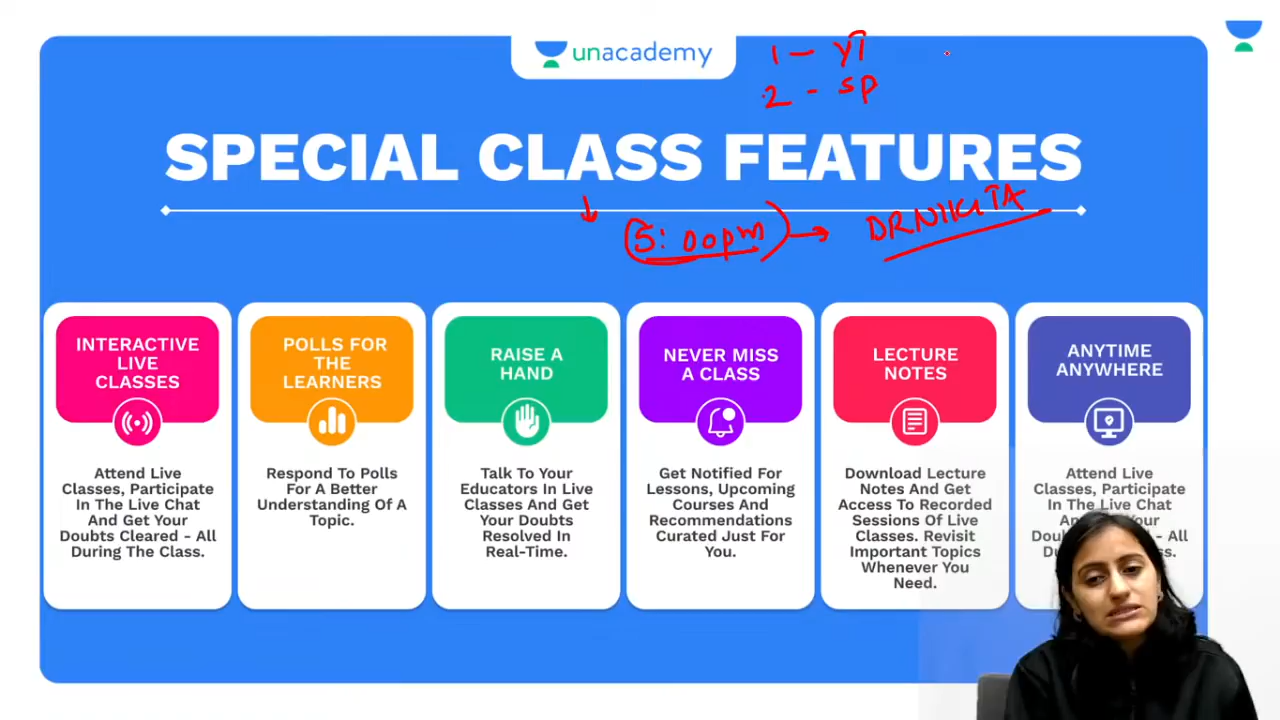 unacademy
1 - YT
2 - SP
SPECIAL CLASS FEATURES
5:00pm
DRNIKITA
INTERACTIVE
LIVE
CLASSES
Attend Live
Classes, Participate
In The Live Chat
And Get Your
Doubts Cleared - All
During The Class.
POLLS FOR
THE
LEARNERS
Respond To Polls
For A Better
Understanding Of A
Topic.
RAISE A
HAND
Talk To Your
Educators In Live
Classes And Get
Your Doubts
Resolved In
Real-Time.
NEVER MISS
A CLASS
Get Notified For
Lessons, Upcoming
Courses And
Recommendations
Curated Just For
You.
LECTURE
NOTES
Download Lecture
Notes And Get
Access To Recorded
Sessions Of Live
Classes. Revisit
Important Topics
Whenever You
Need.
ANYTIME
ANYWHERE
Attend Live
Classes, Participate
In The Live Chat
Your
- All